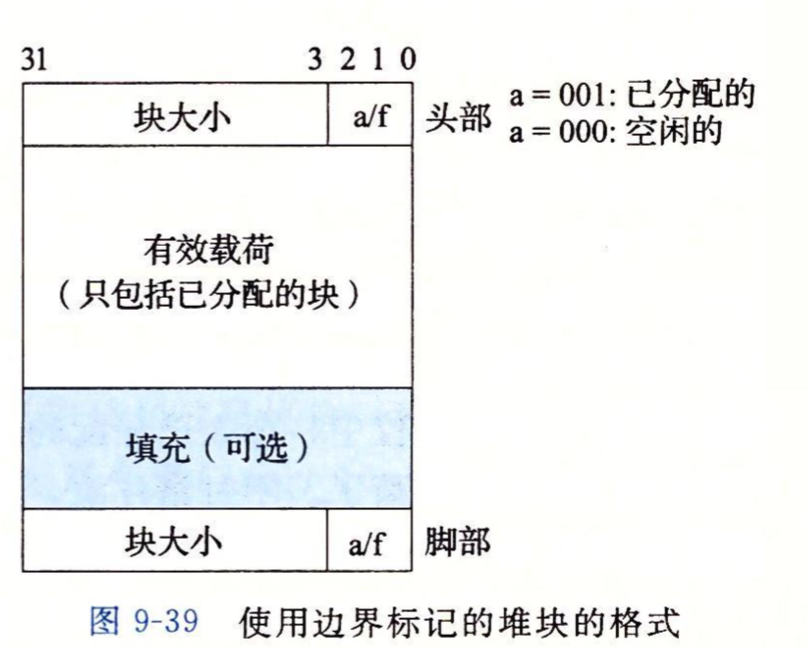 31 3 2 1 0
块大小 a/f 头部 a = 001: 已分配的
a = 000: 空闲的
有效载荷
（只包括已分配的块）
填充（可选）
块大小 a/f 脚部
图 9-39 使用边界标记的堆块的格式